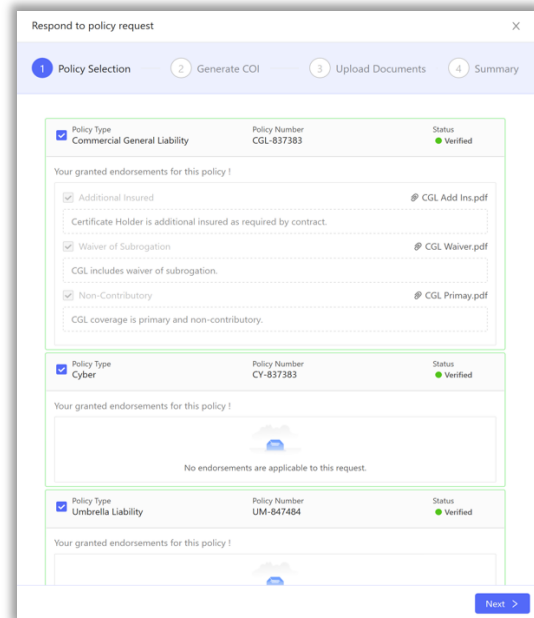 Respond to policy request
1 Policy Selection 2 Generate COI 3 Upload Documents 4 Summary
Policy Type Policy Number Status
Commercial General Liability CGL-837383 Verified
Your granted endorsements for this policy !
Additional Insured CGL Add Ins.pdf
Certificate Holder is additional insured as required by contract.
Waiver of Subrogation CGL Waiver.pdf
CGL includes waiver of subrogation.
Non-Contributory CGL Primay.pdf
CGL coverage is primary and non-contributory.
Policy Type Policy Number Status
Cyber CY-837383 Verified
Your granted endorsements for this policy !
No endorsements are applicable to this request.
Policy Type Policy Number Status
Umbrella Liability UM-847484 Verified
Your granted endorsements for this policy !
Next